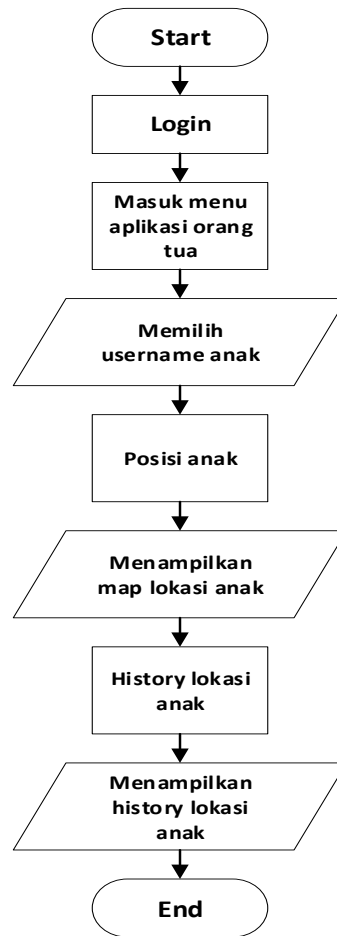 Start
Login
Masuk menu
aplikasi orang
tua
Memilih
username anak
Posisi anak
Menampilkan
map lokasi anak
History lokasi
anak
Menampilkan
history lokasi
anak
End